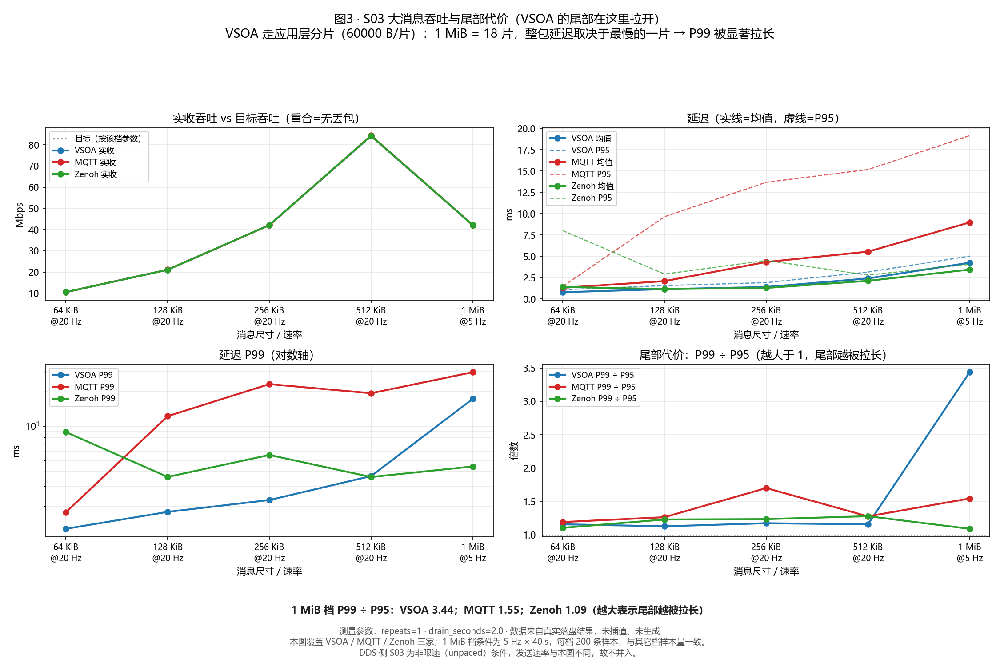 图3 · S03 大消息吞吐与尾部代价（VSOA 的尾部在这里拉开）
VSOA 走应用层分片（60000 B/片）：1 MiB = 18 片，整包延迟取决于最慢的一片 → P99 被显著拉长
实收吞吐 vs 目标吞吐（重合=无丢包）
目标（按该档参数）
VSOA 实收
MQTT 实收
Zenoh 实收
80
70
60
50
40
30
20
10
Mbps
64 KiB
@20 Hz
128 KiB
@20 Hz
256 KiB
@20 Hz
512 KiB
@20 Hz
1 MiB
@5 Hz
消息尺寸 / 速率
延迟（实线=均值，虚线=P95）
VSOA 均值
VSOA P95
MQTT 均值
MQTT P95
Zenoh 均值
Zenoh P95
20.0
17.5
15.0
12.5
10.0
7.5
5.0
2.5
0.0
ms
64 KiB
@20 Hz
128 KiB
@20 Hz
256 KiB
@20 Hz
512 KiB
@20 Hz
1 MiB
@5 Hz
消息尺寸 / 速率
延迟 P99（对数轴）
VSOA P99
MQTT P99
Zenoh P99
10¹
ms
64 KiB
@20 Hz
128 KiB
@20 Hz
256 KiB
@20 Hz
512 KiB
@20 Hz
1 MiB
@5 Hz
消息尺寸 / 速率
尾部代价：P99 ÷ P95（越大于 1，尾部越被拉长）
VSOA P99 ÷ P95
MQTT P99 ÷ P95
Zenoh P99 ÷ P95
3.5
3.0
2.5
2.0
1.5
1.0
倍数
64 KiB
@20 Hz
128 KiB
@20 Hz
256 KiB
@20 Hz
512 KiB
@20 Hz
1 MiB
@5 Hz
消息尺寸 / 速率
1 MiB 档 P99 ÷ P95：VSOA 3.44；MQTT 1.55；Zenoh 1.09（越大表示尾部越被拉长）
测量参数：repeats=1 · drain_seconds=2.0 · 数据来自真实落盘结果，未插值、未生成
本图覆盖 VSOA / MQTT / Zenoh 三家；1 MiB 档条件为 5 Hz × 40 s，每档 200 条样本，与其它档样本量一致。
DDS 侧 S03 为非限速（unpaced）条件，发送速率与本图不同，故不并入。